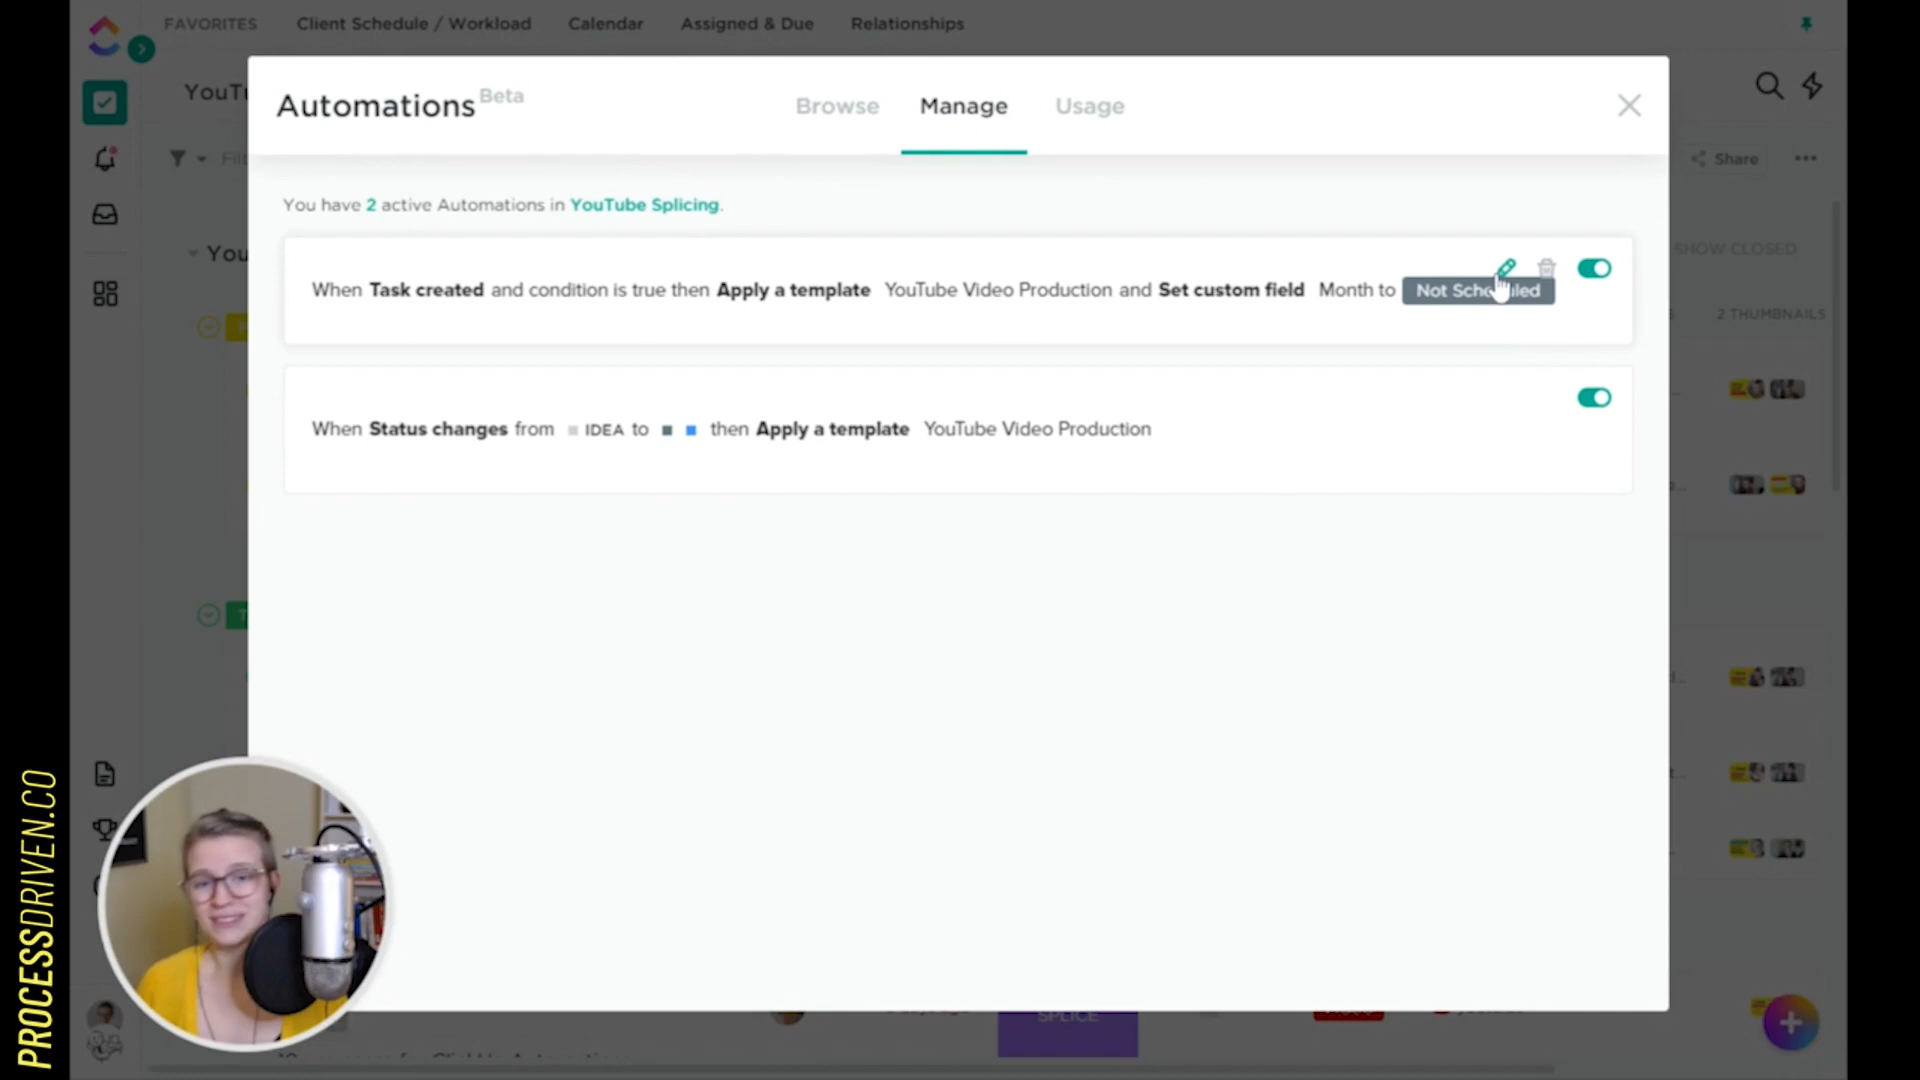 FAVORITES Client Schedule / Workload Calendar Assigned & Due Relationships
Automations Beta
Browse Manage Usage
Share
You have 2 active Automations in YouTube Splicing.
SHOW CLOSED
When Task created and condition is true then Apply a template YouTube Video Production and Set custom field Month to
2 THUMBNAILS
When Status changes from IDEA to then Apply a template YouTube Video Production
SPLICE
PROCESSDRIVEN.CO